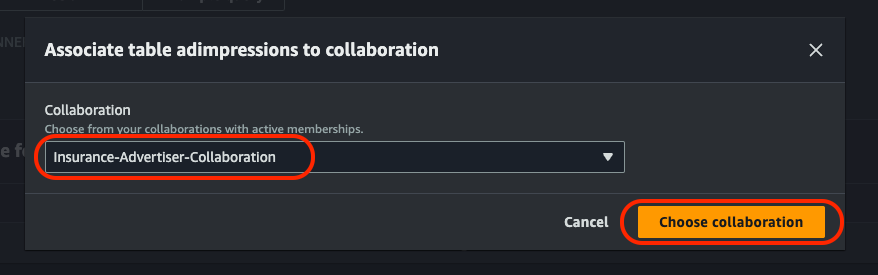 Associate table adimpressions to collaboration
Collaboration
Choose from your collaborations with active memberships.
Insurance-Advertiser-Collaboration
Cancel
Choose collaboration